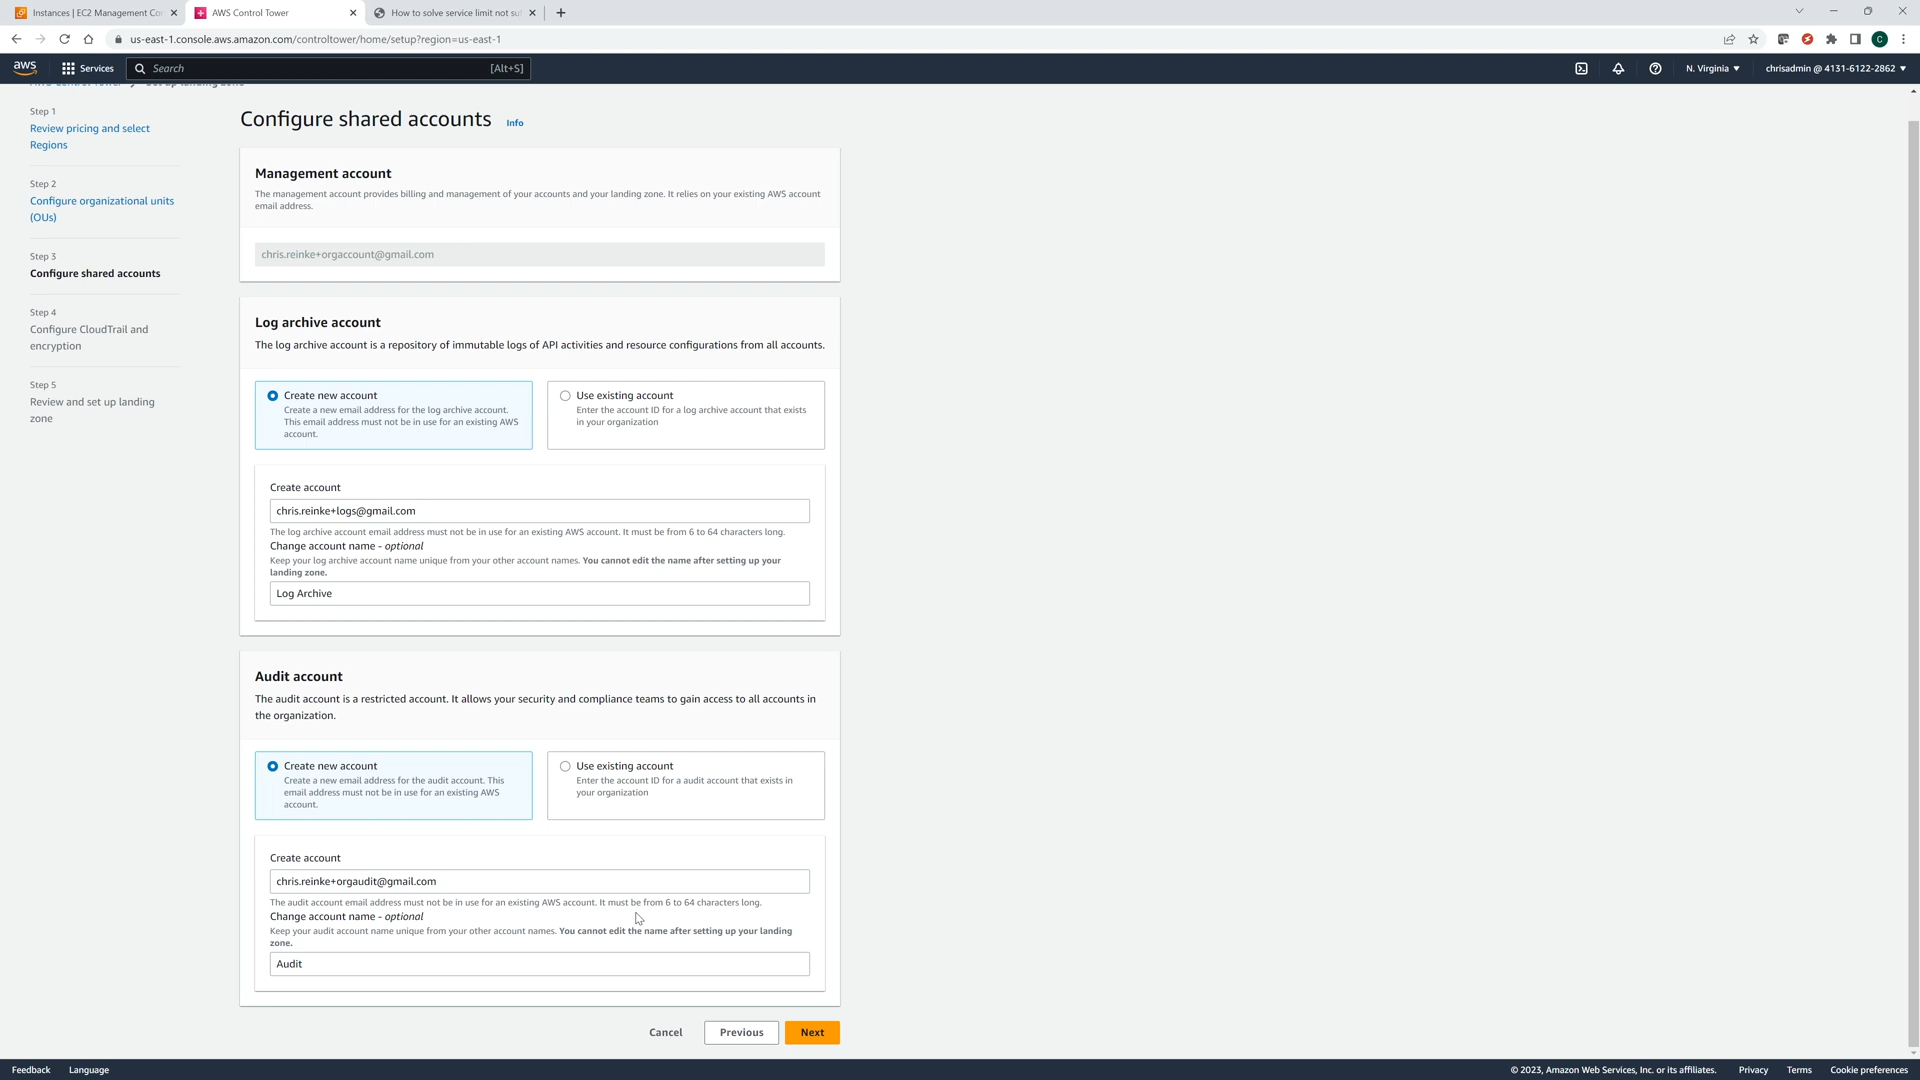 Instances | EC2 Management Con
AWS Control Tower
How to solve service limit not su
us-east-1.console.aws.amazon.com/controltower/home/setup?region=us-east-1
C
aws
Services
Search
[Alt+S]
N. Virginia
chrisadmin @ 4131-6122-2862
Step 1
Review pricing and select
Regions
Step 2
Configure organizational units
(OUs)
Step 3
Configure shared accounts
Step 4
Configure CloudTrail and
encryption
Step 5
Review and set up landing
zone
Configure shared accounts
Info
Management account
The management account provides billing and management of your accounts and your landing zone. It relies on your existing AWS account
email address.
chris.reinke+orgaccount@gmail.com
Log archive account
The log archive account is a repository of immutable logs of API activities and resource configurations from all accounts.
Create new account
Create a new email address for the log archive account.
This email address must not be in use for an existing AWS
account.
Use existing account
Enter the account ID for a log archive account that exists
in your organization
Create account
chris.reinke+logs@gmail.com
The log archive account email address must not be in use for an existing AWS account. It must be from 6 to 64 characters long.
Change account name - optional
Keep your log archive account name unique from your other account names. You cannot edit the name after setting up your
landing zone.
Log Archive
Audit account
The audit account is a restricted account. It allows your security and compliance teams to gain access to all accounts in
the organization.
Create new account
Create a new email address for the audit account. This
email address must not be in use for an existing AWS
account.
Use existing account
Enter the account ID for a audit account that exists in
your organization
Create account
chris.reinke+orgaudit@gmail.com
The audit account email address must not be in use for an existing AWS account. It must be from 6 to 64 characters long.
Change account name - optional
Keep your audit account name unique from your other account names. You cannot edit the name after setting up your landing
zone.
Audit
Cancel
Previous
Next
Feedback
Language
© 2023, Amazon Web Services, Inc. or its affiliates.
Privacy
Terms
Cookie preferences